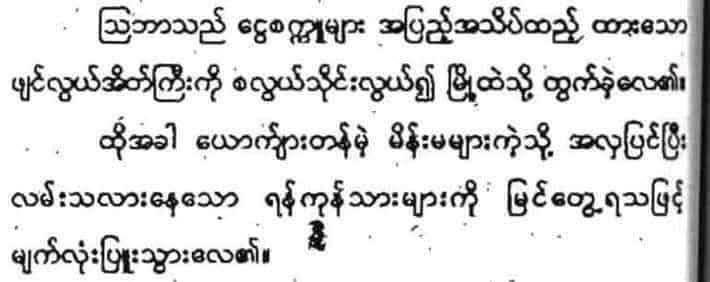 ဩဘာသည် ငွေစက္ကူများ အပြည့်အသိပ်ထည့် ထားသော
ဖျင်လွယ်အိတ်ကြီးကို စလွယ်သိုင်းလွယ်၍ မြို့ထဲသို့ ထွက်ခဲ့လေ၏။
ထိုအခါ ယောက်ျားတန်မဲ့ မိန်းမများကဲ့သို့ အလှပြင်ပြီး
လမ်းသလားနေသော ရန်ကုန်သားများကို မြင်တွေ့ရသဖြင့်
မျက်လုံးပြူးသွားလေ၏။